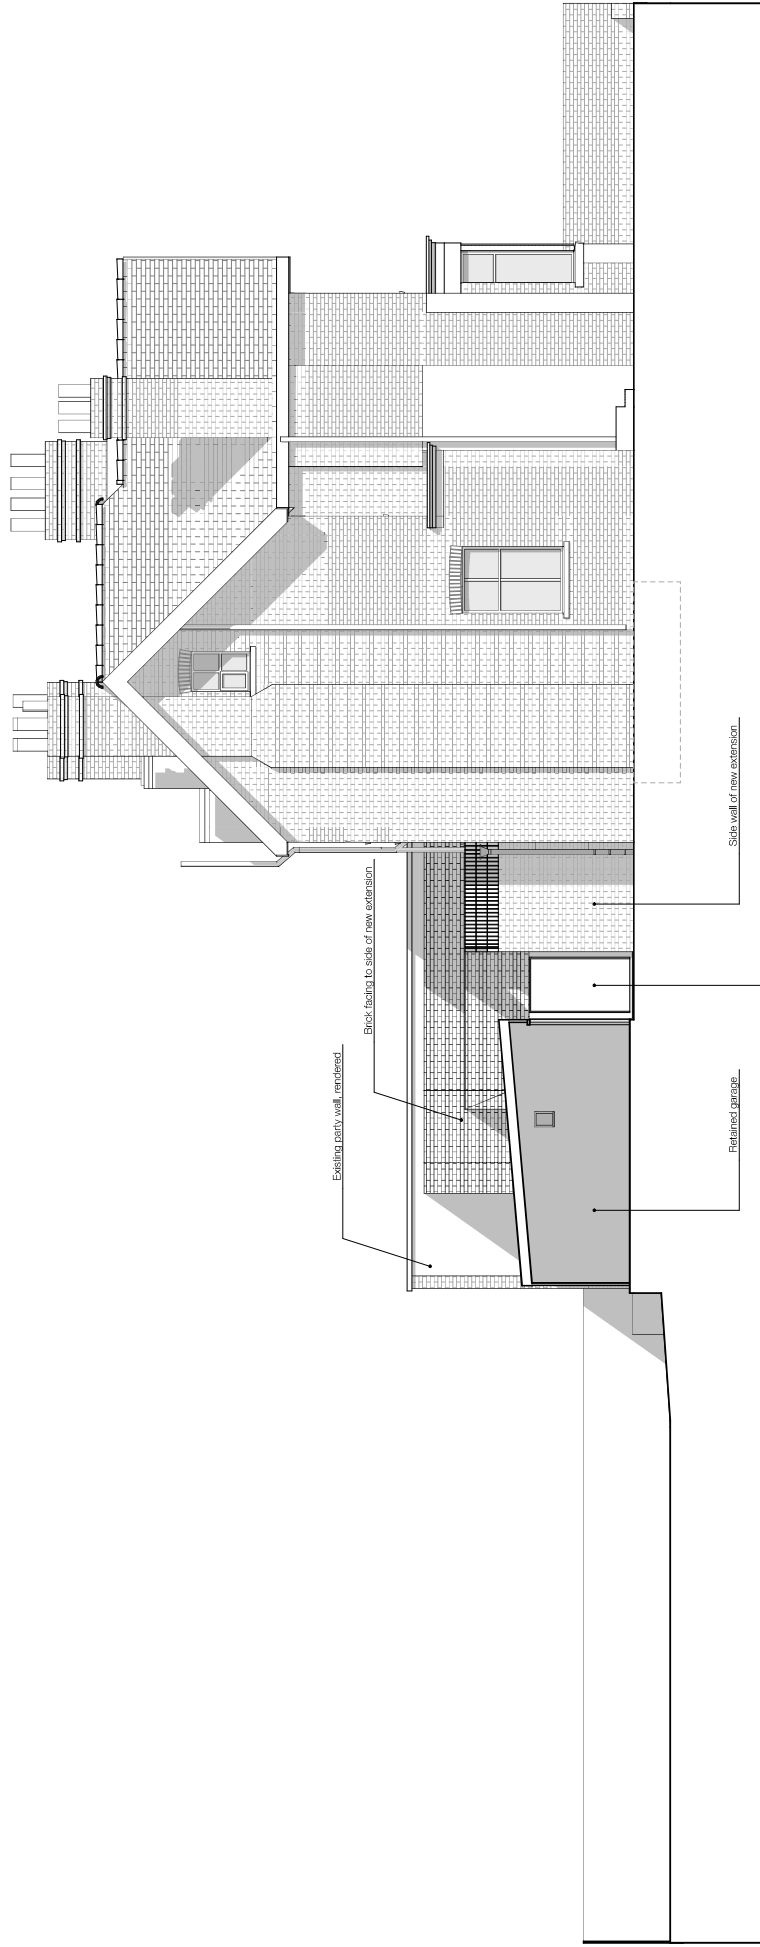 Existing party wall, rendered
Brick facing to side of new extension
Side wall of new extension
Retained garage